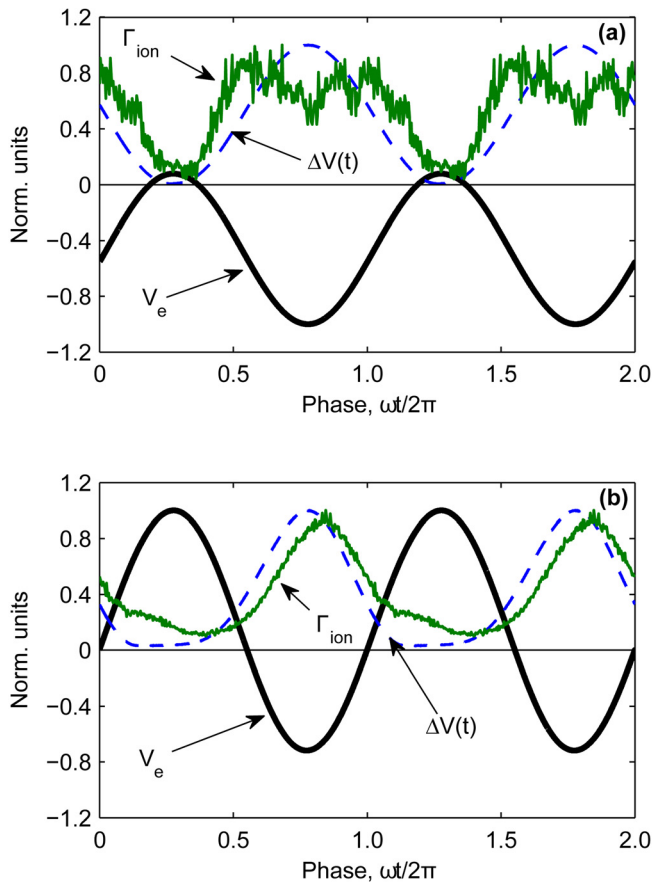 (a)
1.2
0.8
0.4
0
-0.4
-0.8
-1.2
Norm. units
Γion
ΔV(t)
Ve
0 0.5 1.0 1.5 2.0
Phase, ωt/2π
(b)
1.2
0.8
0.4
0
-0.4
-0.8
-1.2
Norm. units
Γion
ΔV(t)
Ve
0 0.5 1.0 1.5 2.0
Phase, ωt/2π